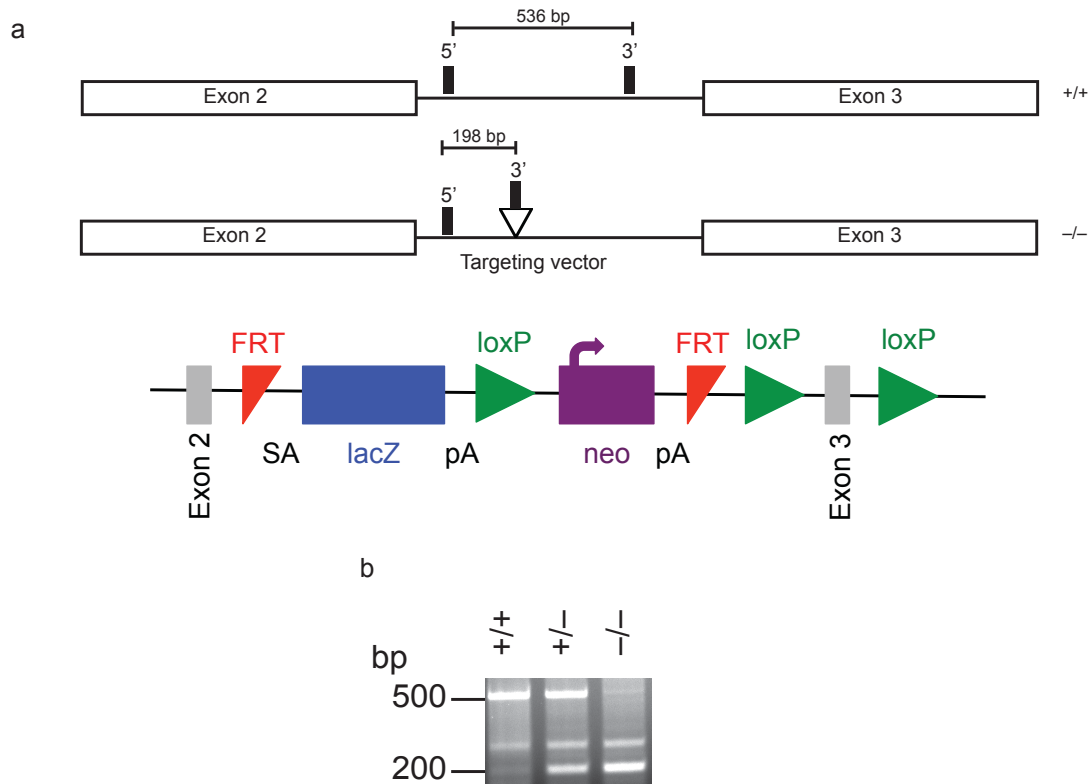 a
536 bp
5' 3'
Exon 2 Exon 3 +/+
198 bp
3'
5'
Exon 2 Exon 3 –/–
Targeting vector
FRT loxP FRT loxP loxP
SA lacZ pA neo pA
Exon 2 Exon 3
b
+/+ +/– –/–
bp
500
200